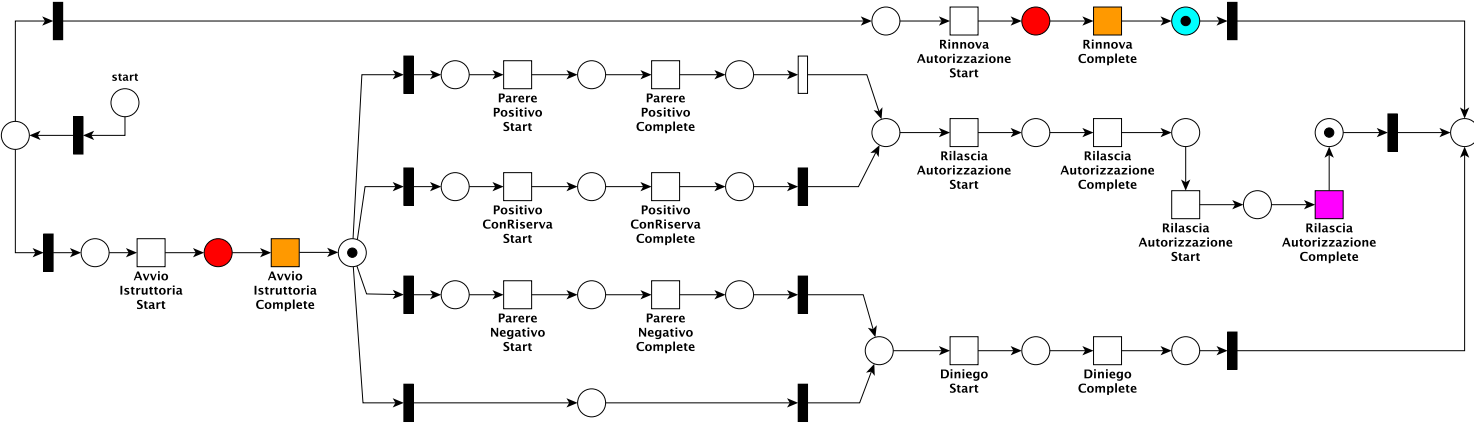 Rinnova
Autorizzazione
Start
Rinnova
Complete
start
Parere
Positivo
Start
Parere
Positivo
Complete
Rilascia
Autorizzazione
Start
Rilascia
Autorizzazione
Complete
Positivo
ConRiserva
Start
Positivo
ConRiserva
Complete
Rilascia
Autorizzazione
Start
Rilascia
Autorizzazione
Complete
Avvio
Istruttoria
Start
Avvio
Istruttoria
Complete
Parere
Negativo
Start
Parere
Negativo
Complete
Diniego
Start
Diniego
Complete